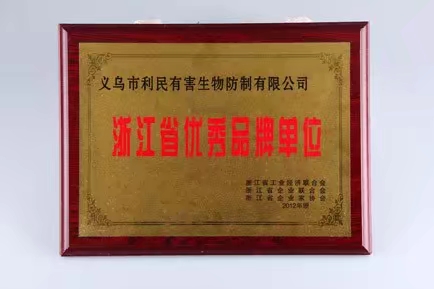 义乌市利民有害生物防制有限公司
浙江省优秀品牌单位
浙江省工业经济联合会
浙江省企业联合会
浙江省企业家协会
2012年颁